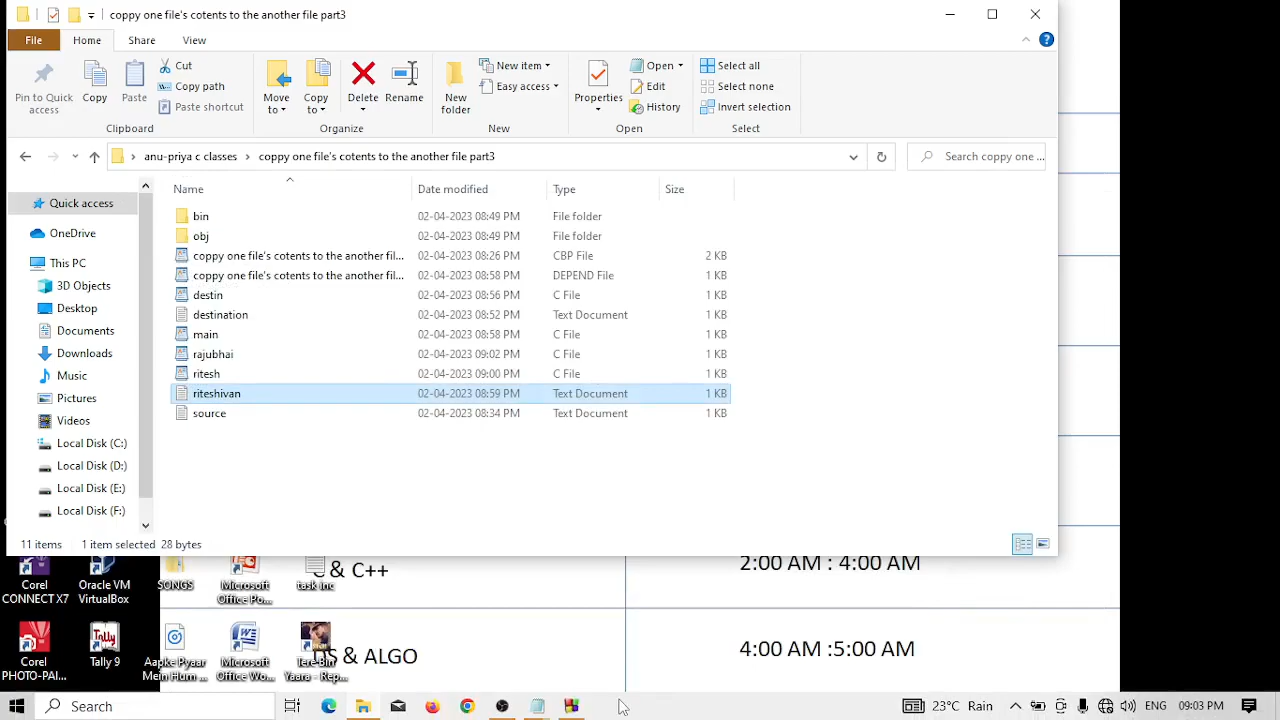 coppy one file's cotents to the another file part3
File Home Share View
Pin to Quick access
Copy
Paste
Cut
Copy path
Paste shortcut
Move to
Copy to
Delete
Rename
New folder
New item
Easy access
Properties
Open
Edit
History
Select all
Select none
Invert selection
Clipboard Organize New Open Select
anu-priya c classes coppy one file's cotents to the another file part3
Search coppy one ...
Name Date modified Type Size
bin 02-04-2023 08:49 PM File folder
obj 02-04-2023 08:49 PM File folder
coppy one file's cotents to the another fil... 02-04-2023 08:26 PM CBP File 2 KB
coppy one file's cotents to the another fil... 02-04-2023 08:58 PM DEPEND File 1 KB
destin 02-04-2023 08:56 PM C File 1 KB
destination 02-04-2023 08:52 PM Text Document 1 KB
main 02-04-2023 08:58 PM C File 1 KB
rajubhai 02-04-2023 09:02 PM C File 1 KB
ritesh 02-04-2023 09:00 PM C File 1 KB
riteshivan 02-04-2023 08:59 PM Text Document 1 KB
source 02-04-2023 08:34 PM Text Document 1 KB
Quick access
OneDrive
This PC
3D Objects
Desktop
Documents
Downloads
Music
Pictures
Videos
Local Disk (C:)
Local Disk (D:)
Local Disk (E:)
Local Disk (F:)
11 items 1 item selected 28 bytes
Corel CONNECT X7
Oracle VM VirtualBox
SONGS
Microsoft Office Po...
task inc
C & C++
2:00 AM : 4:00 AM
Corel PHOTO-PAI...
Tally 9
Aapke Pyaar Mein Hum ...
Microsoft Office Wo...
Tere Bin Yaara - Rep...
DS & ALGO
4:00 AM :5:00 AM
Search
23°C Rain
ENG
09:03 PM